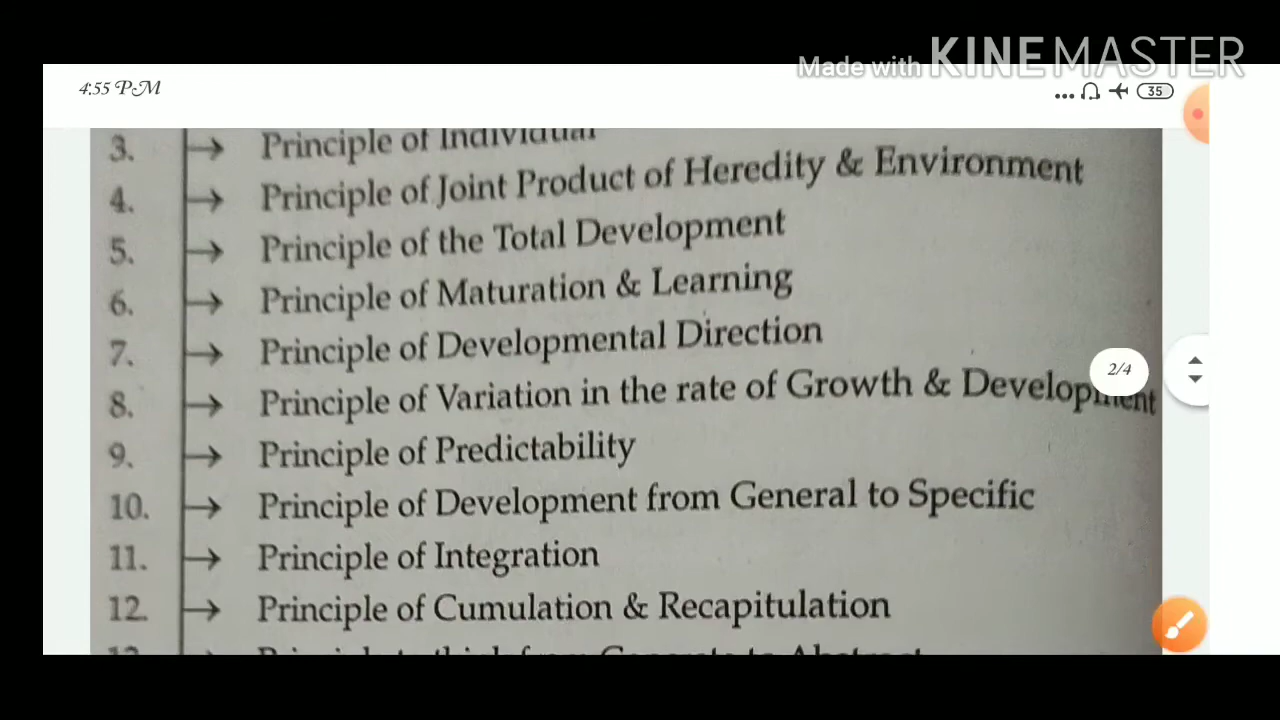 Made with KINEMASTER
4:55 PM
35
3. → Principle of Individual
4. → Principle of Joint Product of Heredity & Environment
5. → Principle of the Total Development
6. → Principle of Maturation & Learning
7. → Principle of Developmental Direction
2/4
8. → Principle of Variation in the rate of Growth & Development
9. → Principle of Predictability
10. → Principle of Development from General to Specific
11. → Principle of Integration
12. → Principle of Cumulation & Recapitulation